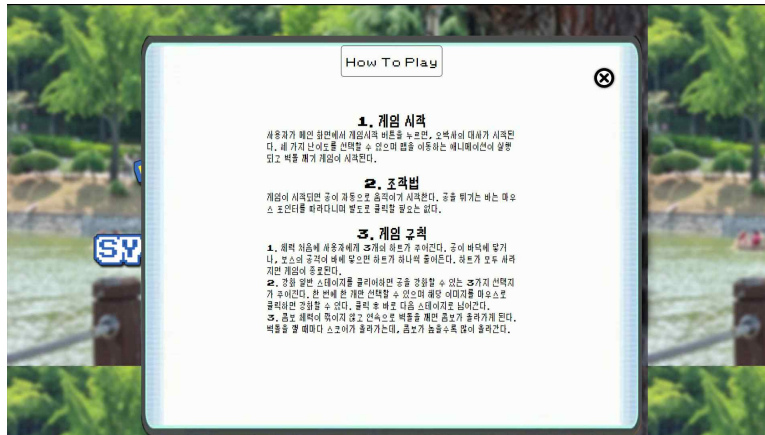 How To Play
1. 게임 시작
사용자가 메인 화면에서 게임시작 버튼을 누르면, 오박사의 대사가 시작된
다. 세 가지 난이도를 선택할 수 있으며 맵을 이동하는 애니메이션이 실행
되고 벽돌 깨기 게임이 시작된다.
2. 조작법
게임이 시작되면 공이 자동으로 움직이기 시작한다. 공을 튀기는 바는 마우
스 포인터를 따라다니며 별도로 클릭할 필요는 없다.
3. 게임 규칙
1. 체력 처음에 사용자에게 3개의 하트가 주어진다. 공이 바닥에 닿거
나, 보스의 공격이 바에 닿으면 하트가 하나씩 줄어든다. 하트가 모두 사라
지면 게임이 종료된다.
2. 강화 일반 스테이지를 클리어하면 공을 강화할 수 있는 3가지 선택지
가 주어진다. 한 번에 한 개만 선택할 수 있으며 해당 이미지를 마우스로
클릭하면 강화할 수 있다. 클릭 후 바로 다음 스테이지로 넘어간다.
3. 콤보 체력이 깎이지 않고 연속으로 벽돌을 깨면 콤보가 올라가게 된다.
벽돌을 깰 때마다 스코어가 올라가는데, 콤보가 높을수록 많이 올라간다.
SY